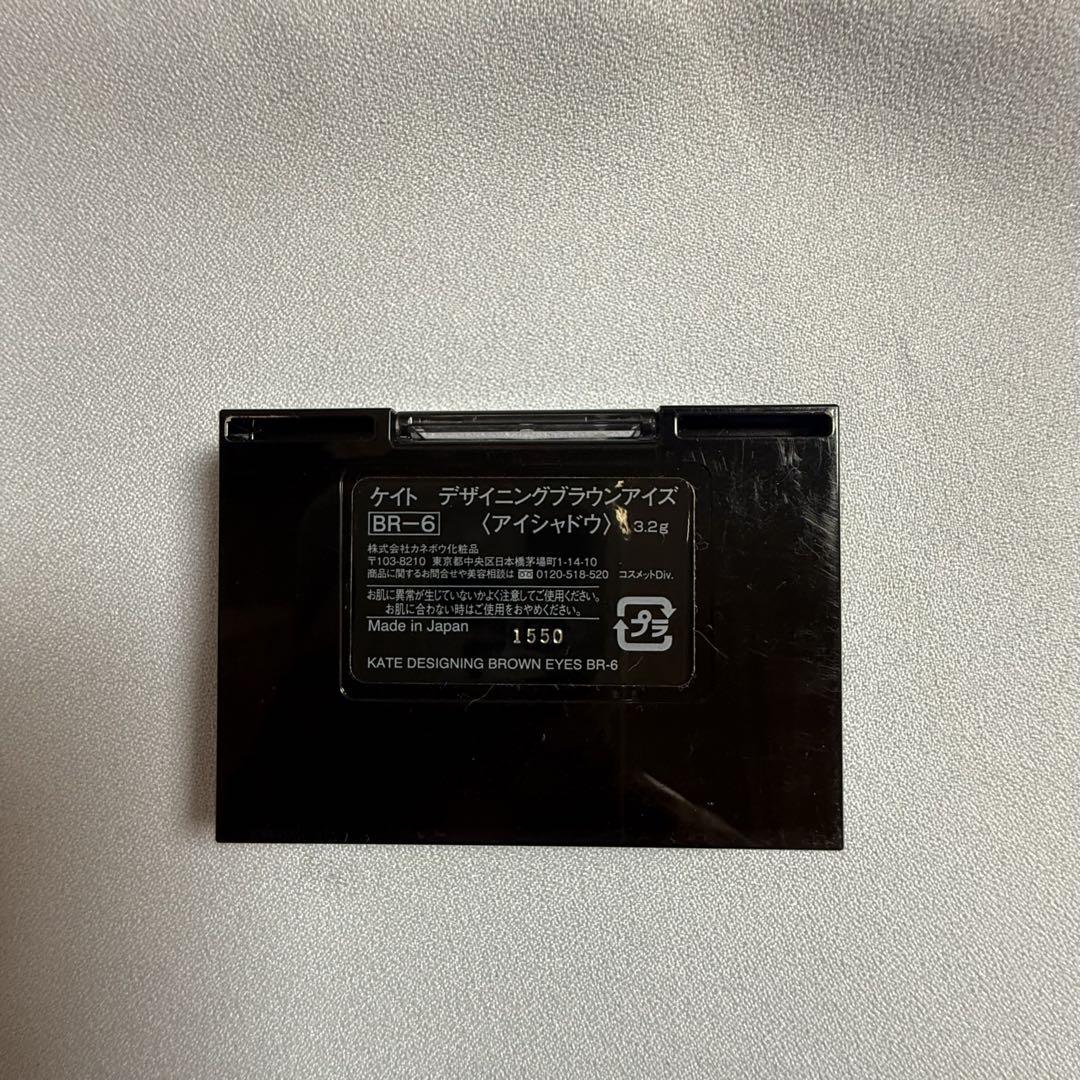 ケイト デザイニングブラウンアイズ
BR-6 〈アイシャドウ〉 3.2g
株式会社カネボウ化粧品
〒103-8210 東京都中央区日本橋茅場町1-14-10
商品に関するお問合せや美容相談は 0120-518-520 コスメットDiv.
お肌に異常が生じていないかよく注意してご使用ください。
お肌に合わない時はご使用をおやめください。
Made in Japan 1550
プラ
KATE DESIGNING BROWN EYES BR-6